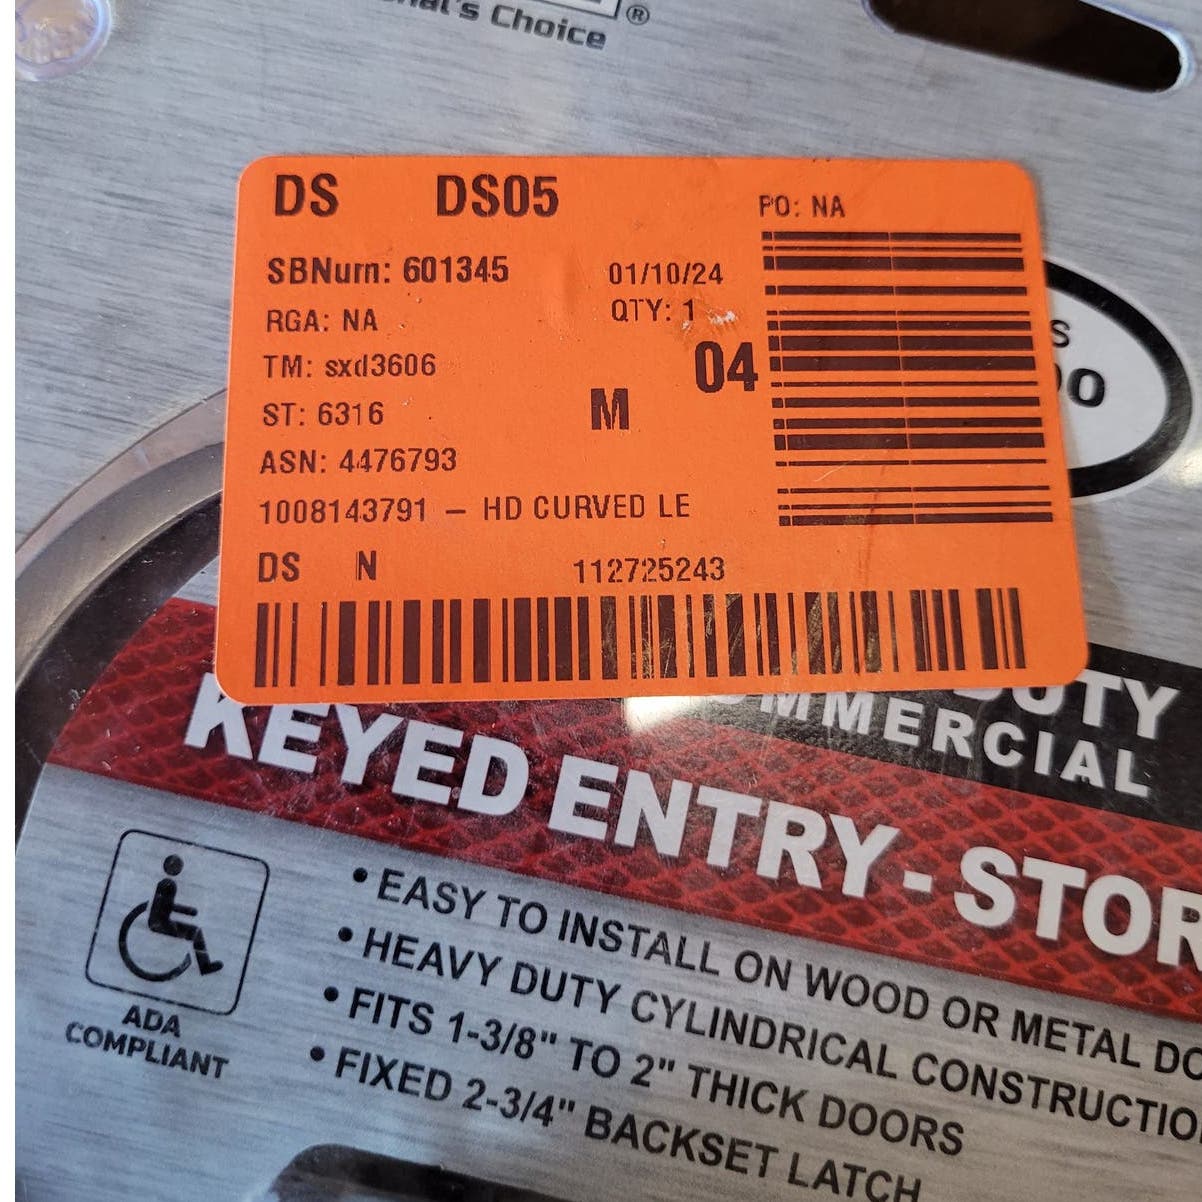 Choice ®
DS DS05 PO: NA
SBNum: 601345 01/10/24
RGA: NA QTY: 1
TM: sxd3606 04
ST: 6316 M
ASN: 4476793
1008143791 – HD CURVED LE
DS N 112725243
DUTY
COMMERCIAL
KEYED ENTRY - STOR
• EASY TO INSTALL ON WOOD OR METAL DO
• HEAVY DUTY CYLINDRICAL CONSTRUCTIO
• FITS 1-3/8" TO 2" THICK DOORS
• FIXED 2-3/4" BACKSET LATCH
ADA
COMPLIANT